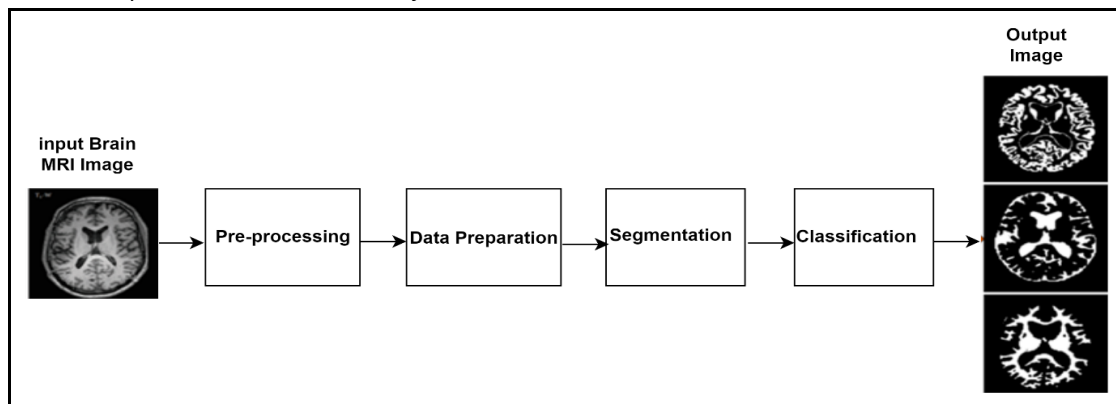 input Brain
MRI Image
Pre-processing
Data Preparation
Segmentation
Classification
Output
Image